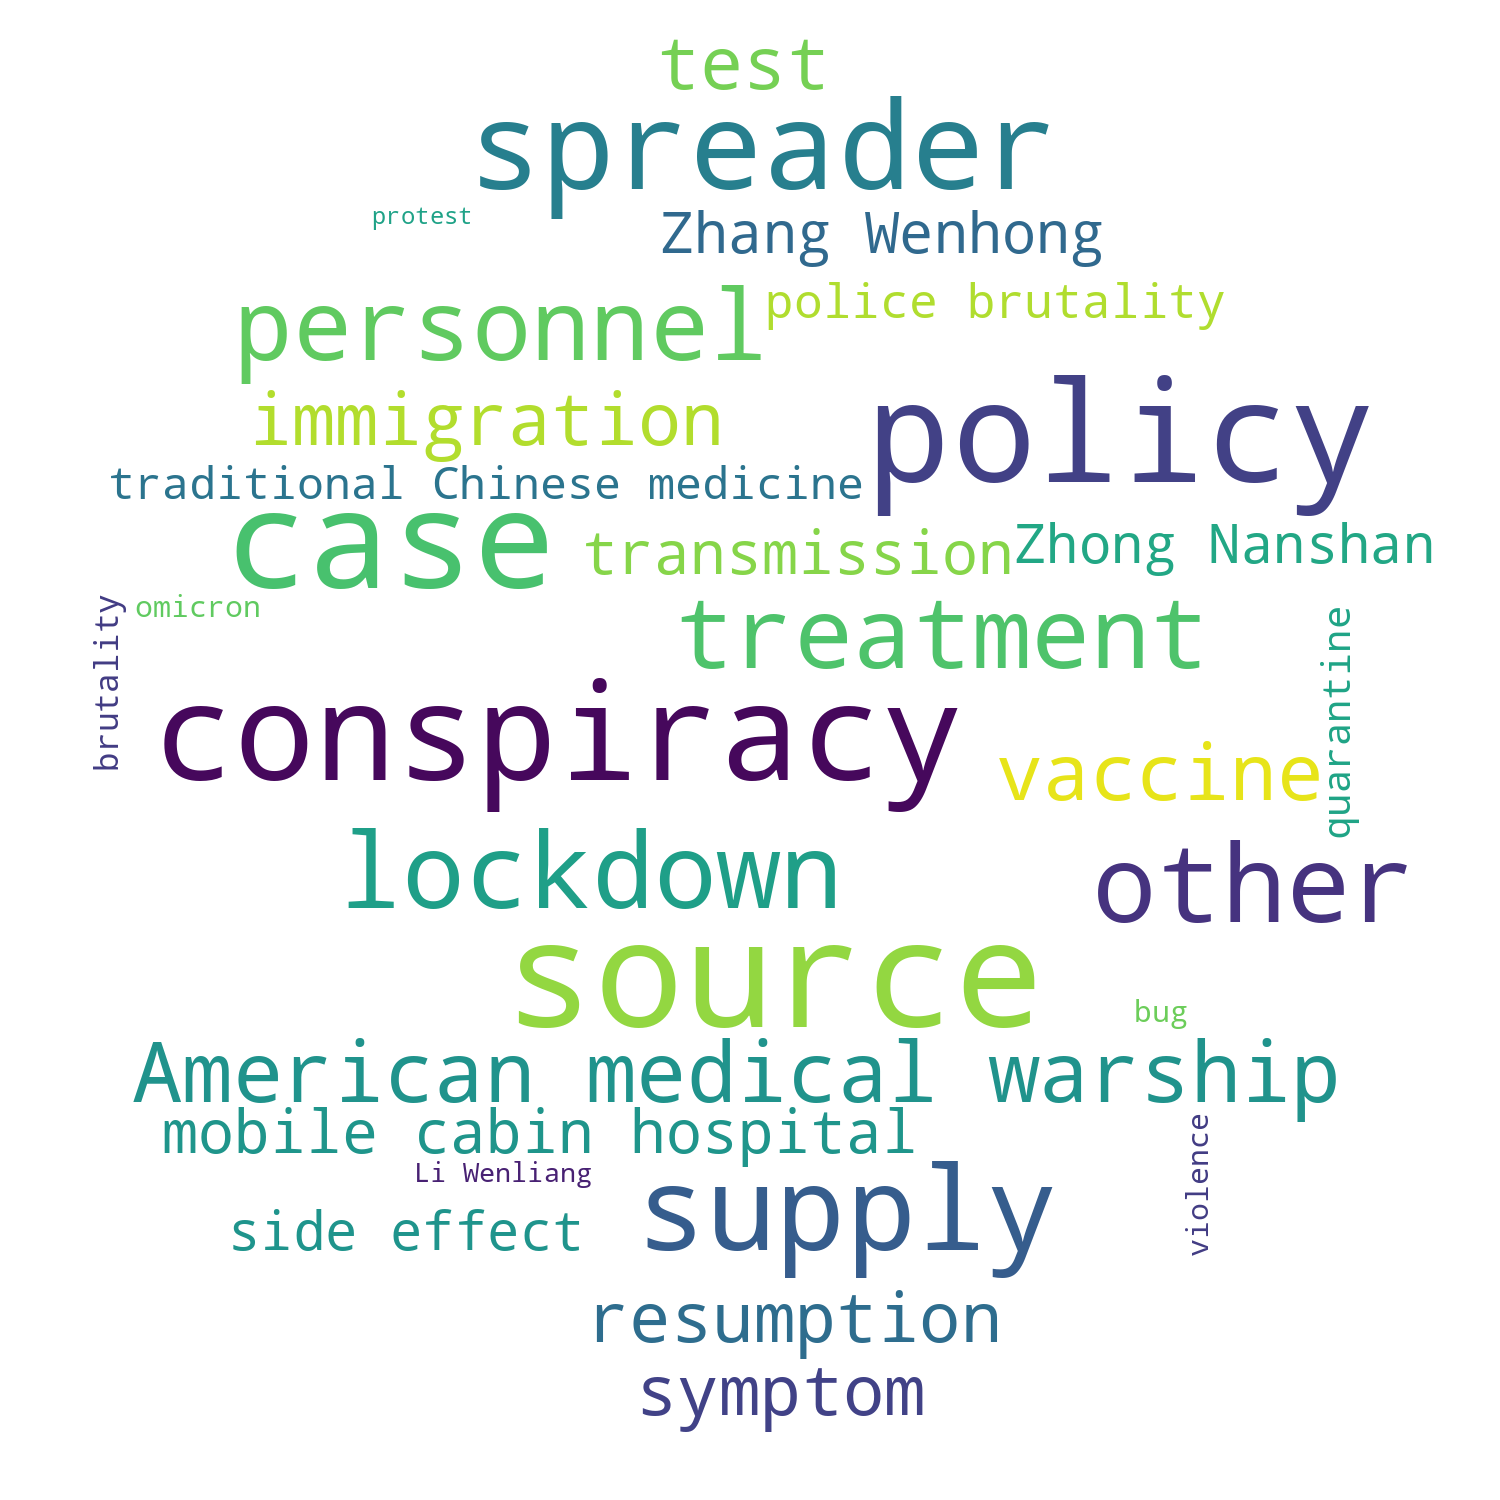 test
spreader
protest
Zhang Wenhong
personnel
police brutality
immigration
policy
traditional Chinese medicine
case
transmission
Zhong Nanshan
omicron
brutality
treatment
quarantine
conspiracy
vaccine
lockdown
other
source
bug
American medical warship
mobile cabin hospital
Li Wenliang
violence
side effect
supply
resumption
symptom